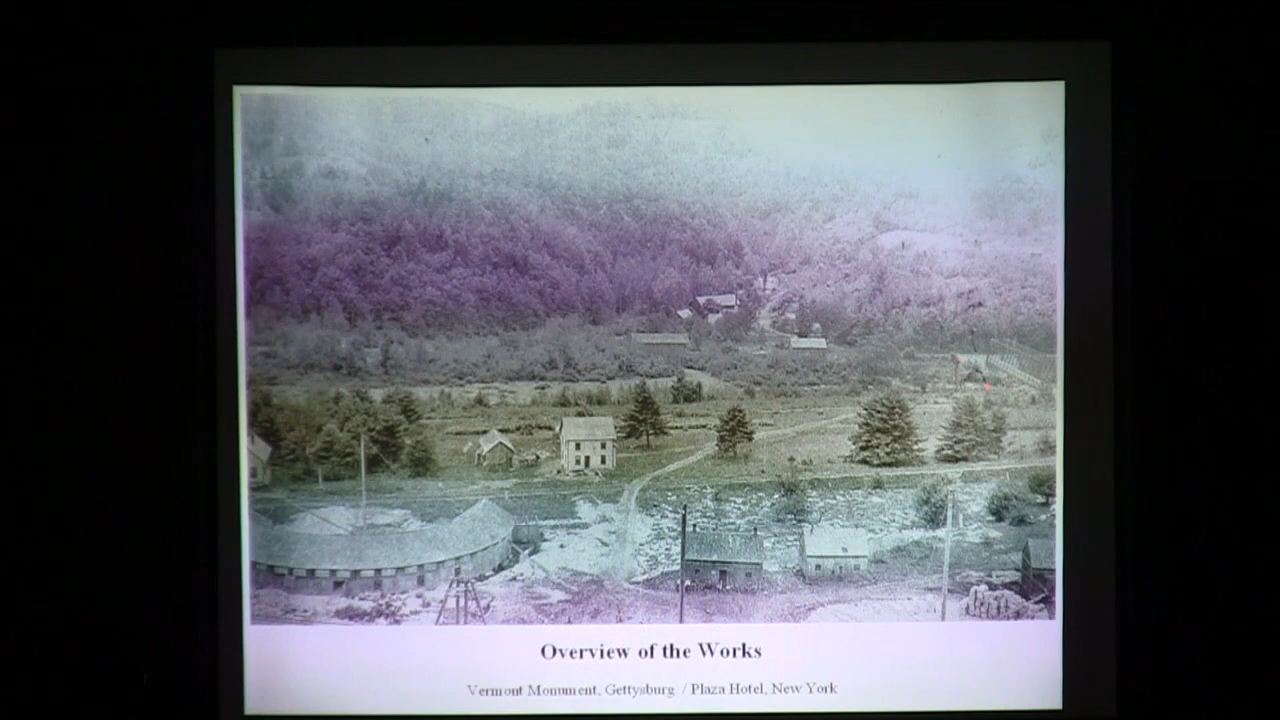 Overview of the Works
Vermont Monument, Gettysburg / Plaza Hotel, New York